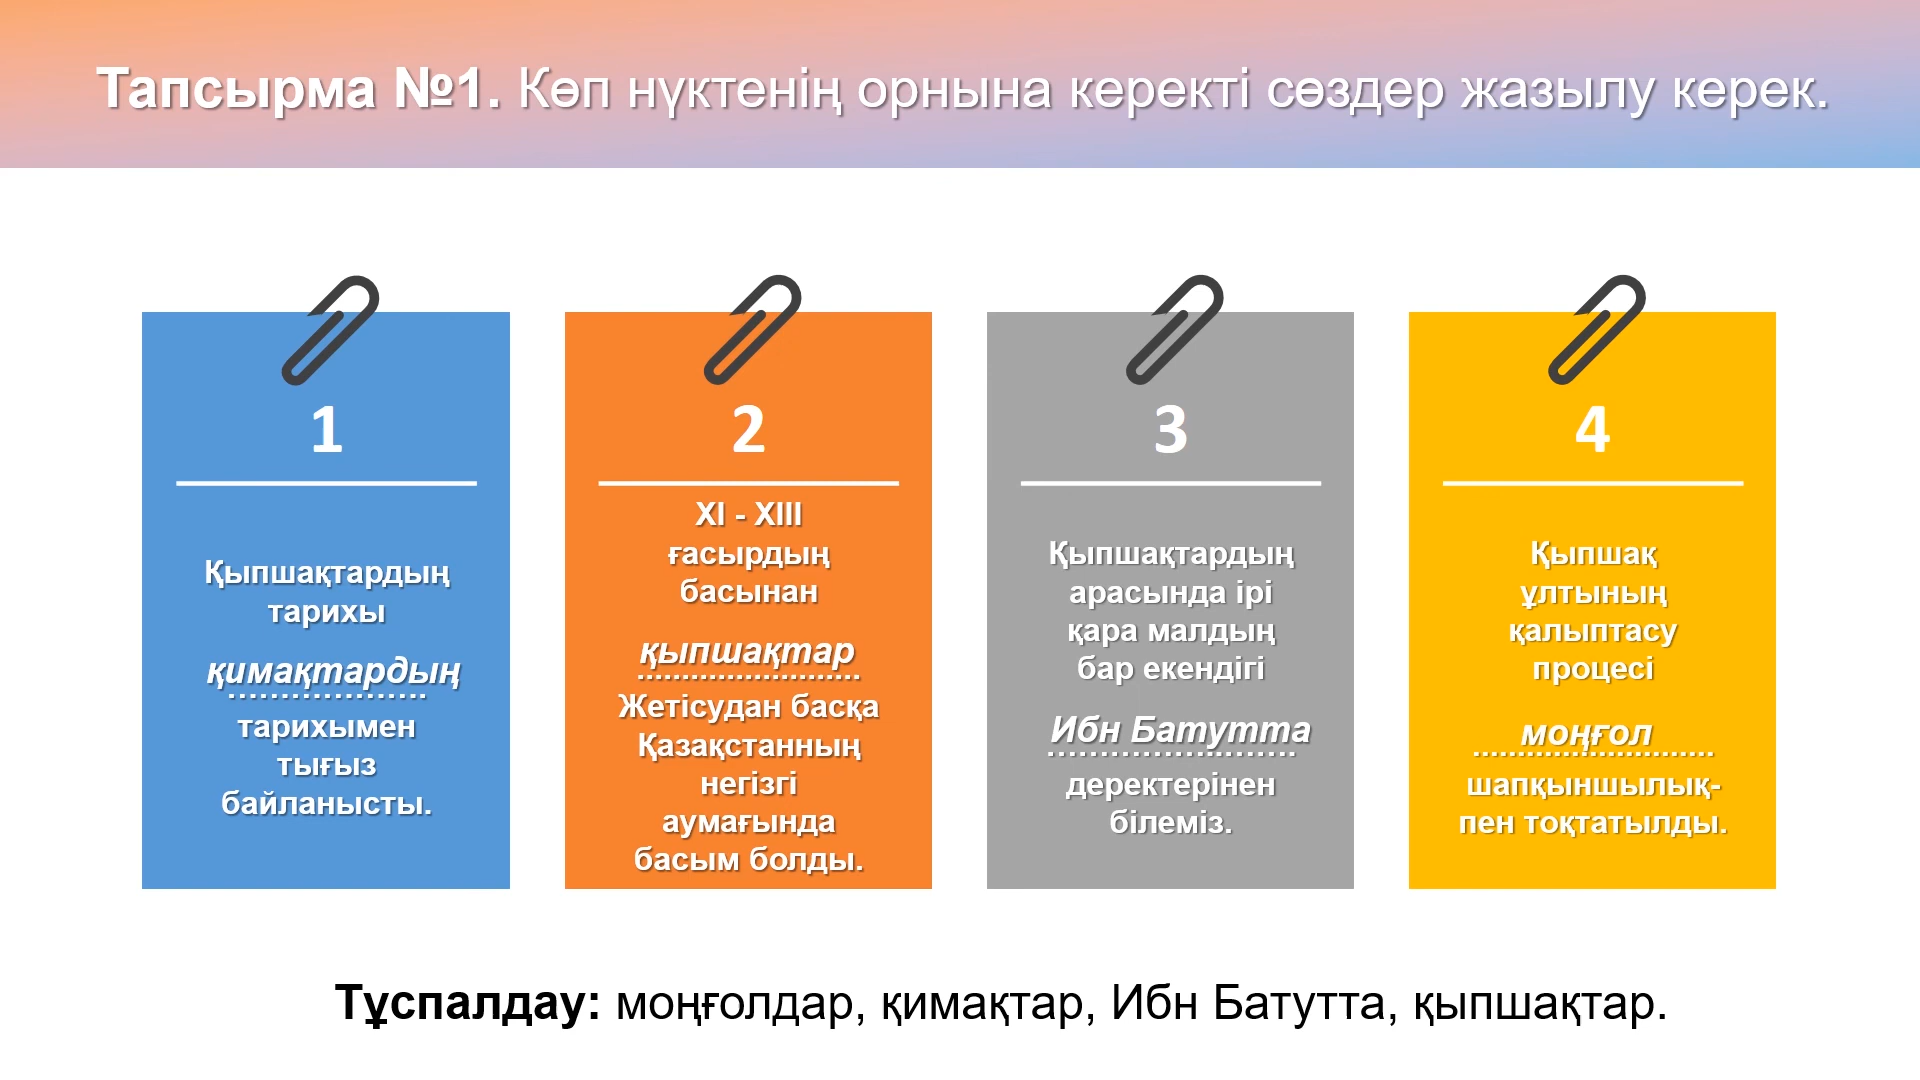 Тапсырма №1. Көп нүктенің орнына керекті сөздер жазылу керек.
1
Қыпшақтардың
тарихы
қимақтардың
...................
тарихымен
тығыз
байланысты.
2
XI - XIII
ғасырдың
басынан
қыпшақтар
........................
Жетісудан басқа
Қазақстанның
негізгі
аумағында
басым болды.
3
Қыпшақтардың
арасында ірі
қара малдың
бар екендігі
Ибн Батутта
........................
деректерінен
білеміз.
4
Қыпшақ
ұлтының
қалыптасу
процесі
моңғол
..........................
шапқыншылық-
пен тоқтатылды.
Тұспалдау: моңғолдар, қимақтар, Ибн Батутта, қыпшақтар.